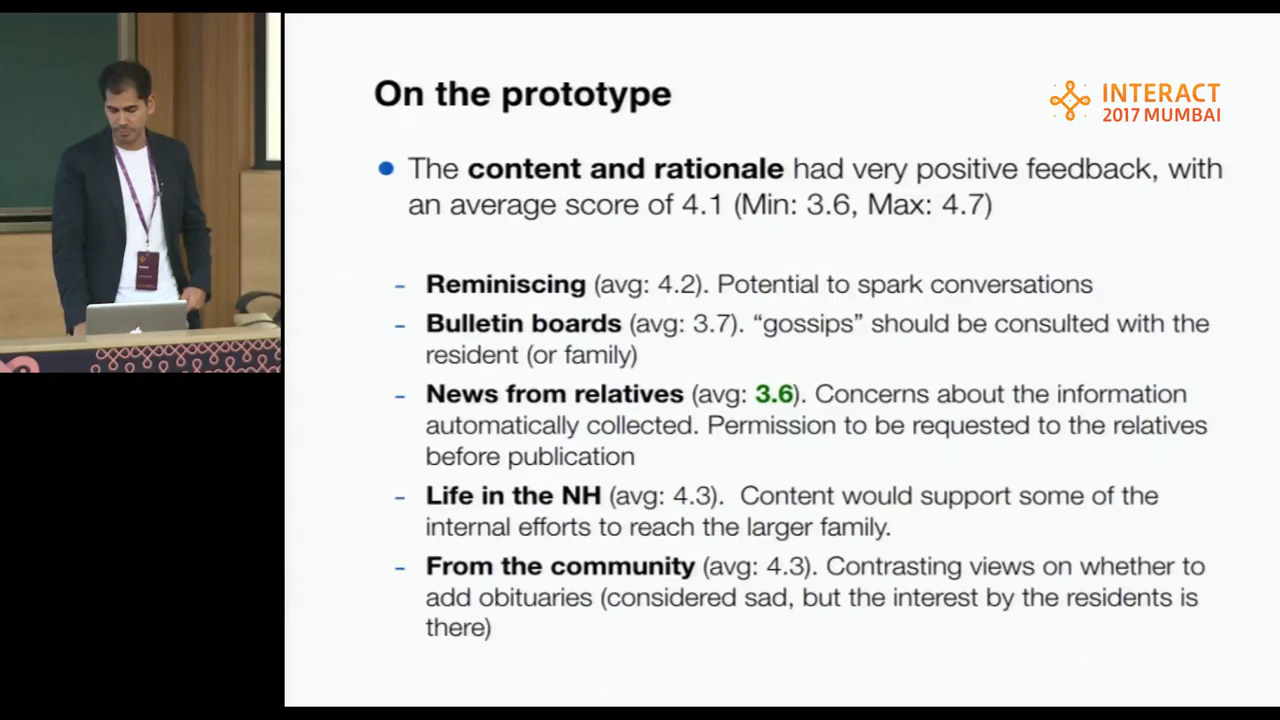 On the prototype
INTERACT
2017 MUMBAI
● The content and rationale had very positive feedback, with
an average score of 4.1 (Min: 3.6, Max: 4.7)
- Reminiscing (avg: 4.2). Potential to spark conversations
- Bulletin boards (avg: 3.7). “gossips” should be consulted with the
resident (or family)
- News from relatives (avg: 3.6). Concerns about the information
automatically collected. Permission to be requested to the relatives
before publication
- Life in the NH (avg: 4.3). Content would support some of the
internal efforts to reach the larger family.
- From the community (avg: 4.3). Contrasting views on whether to
add obituaries (considered sad, but the interest by the residents is
there)